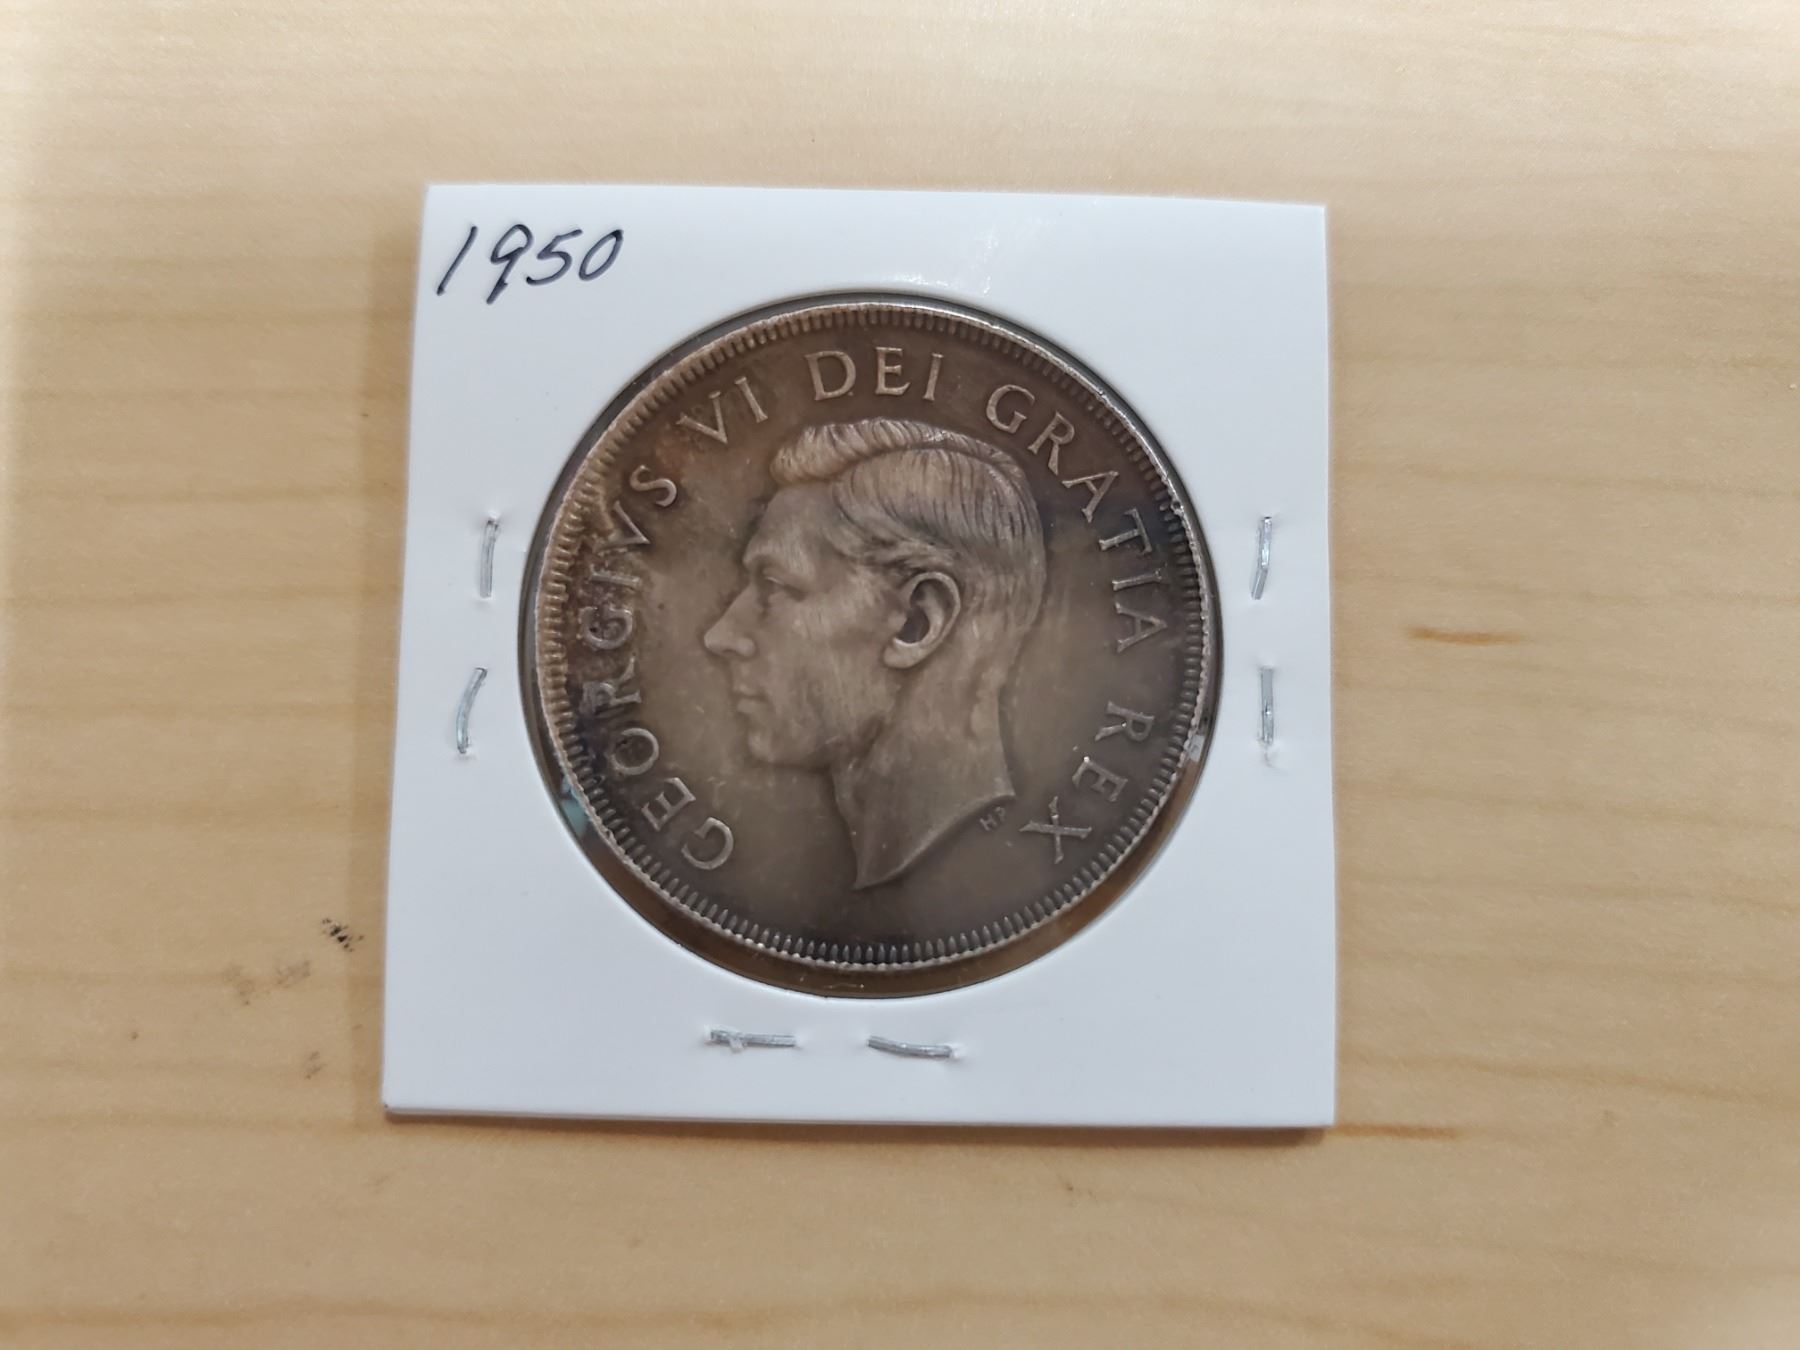 1950
GEORGIVS VI DEI GRATIA REX
HP